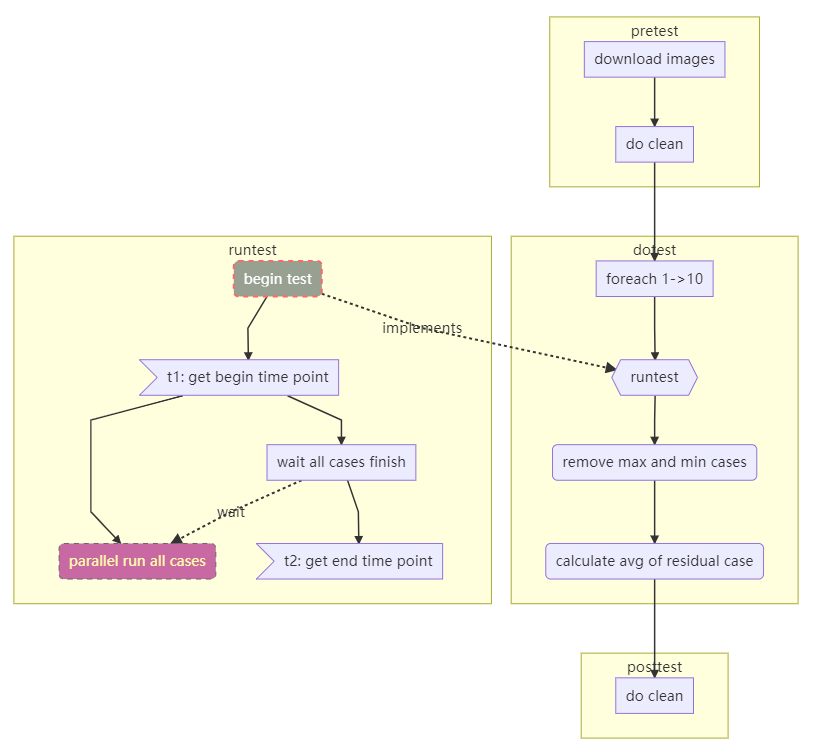 pretest
download images
do clean
runtest
begin test
implements
t1: get begin time point
wait all cases finish
wait
parallel run all cases
t2: get end time point
dotest
foreach 1->10
runtest
remove max and min cases
calculate avg of residual case
posttest
do clean